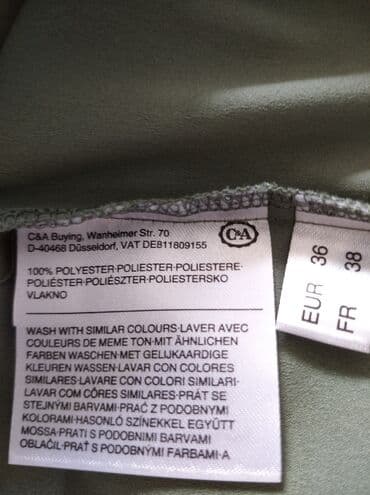 C&A Buying, Wanheimer Str. 70
D-40468 Düsseldorf, VAT DE811809155
C&A
100% POLYESTER·POLIESTER·POLIESTERE·
POLIÉSTER·POLIÉSZTER·POLIESTERSKO
VLAKNO
WASH WITH SIMILAR COLOURS·LAVER AVEC
COULEURS DE MEME TON·MIT ÄHNLICHEN
FARBEN WASCHEN·MET GELIJKAARDIGE
KLEUREN WASSEN·LAVAR CON COLORES
SIMILARES·LAVARE CON COLORI SIMILARI·
LAVAR COM CÔRES SIMILARES·PRÁT SE
STEJNÝMI BARVAMI·PRAĆ Z PODOBNYMI
KOLORAMI·HASONLÓ SZÍNEKKEL EGYÜTT
MOSSA·PRATI S PODOBNIMI BARVAMI
OBLAČIL·PRAŤ S PODOBNÝMI FARBAMI·A
EUR 36
FR 38